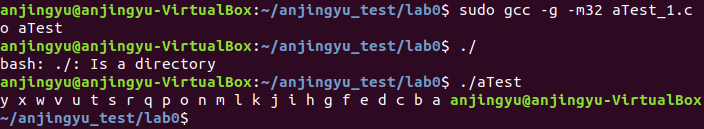 anjingyu@anjingyu-VirtualBox:~/anjingyu_test/lab0$ sudo gcc -g -m32 aTest_1.c -
o aTest
anjingyu@anjingyu-VirtualBox:~/anjingyu_test/lab0$ ./
bash: ./: Is a directory
anjingyu@anjingyu-VirtualBox:~/anjingyu_test/lab0$ ./aTest
y x w v u t s r q p o n m l k j i h g f e d c b a anjingyu@anjingyu-VirtualBox:
~/anjingyu_test/lab0$